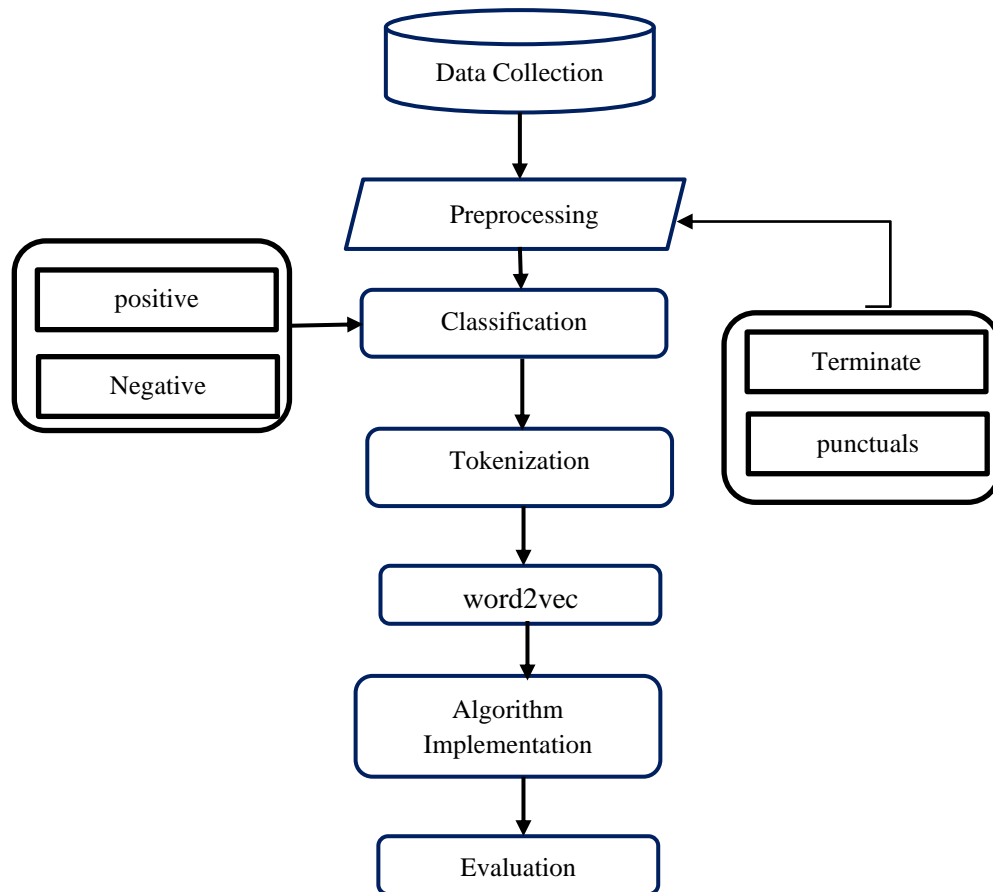 Data Collection
Preprocessing
positive
Negative
Classification
Terminate
punctuals
Tokenization
word2vec
Algorithm
Implementation
Evaluation